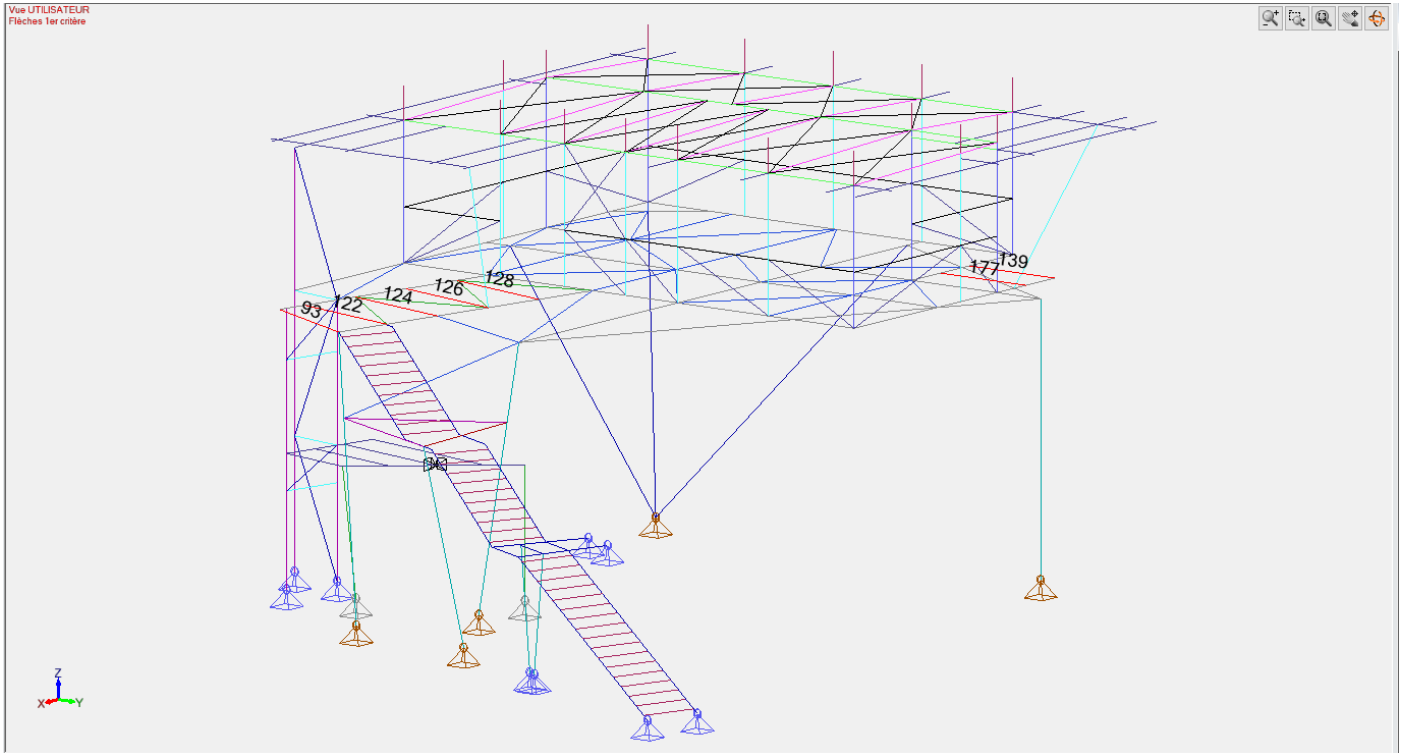 Vue UTILISATEUR
Flèches 1er critère
139
177
128
126
124
122
93
Z
X
Y